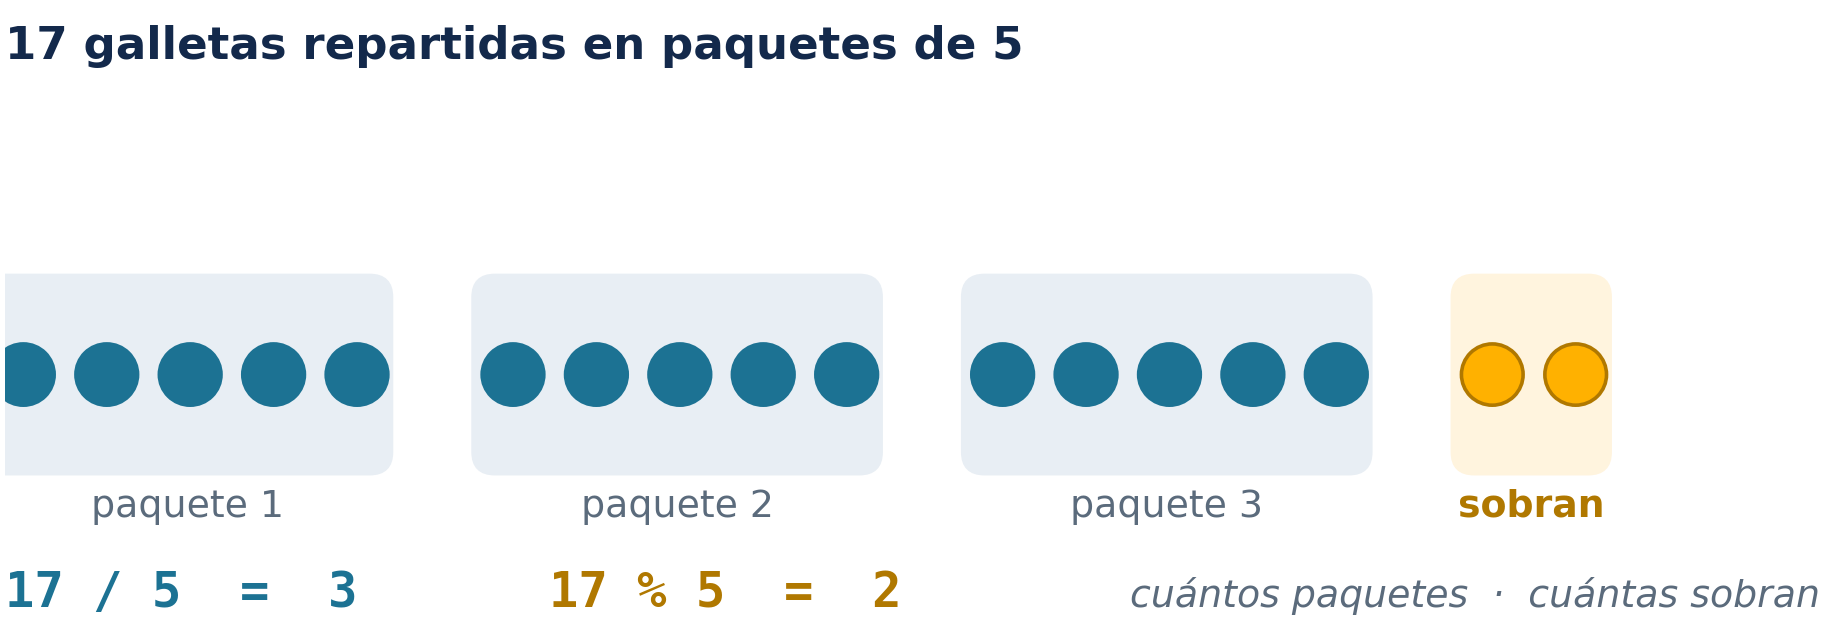 17 galletas repartidas en paquetes de 5
paquete 1 paquete 2 paquete 3 sobran
17 / 5 = 3 17 % 5 = 2 cuántos paquetes · cuántas sobran